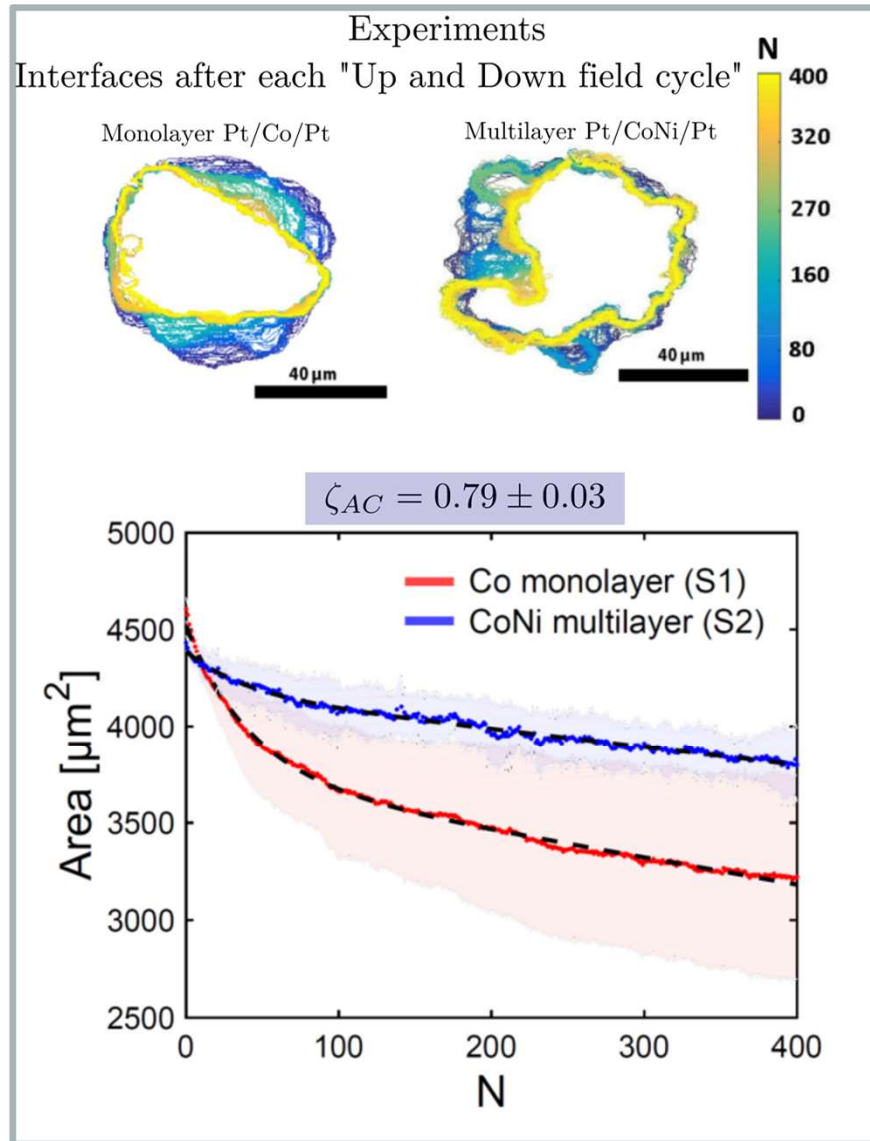 Experiments
Interfaces after each "Up and Down field cycle"
N
Monolayer Pt/Co/Pt
Multilayer Pt/CoNi/Pt
400
320
270
160
80
0
40 μm
40 μm
ζ_AC = 0.79 ± 0.03
5000
4500
4000
3500
3000
2500
Area [μm²]
Co monolayer (S1)
CoNi multilayer (S2)
0 100 200 300 400
N